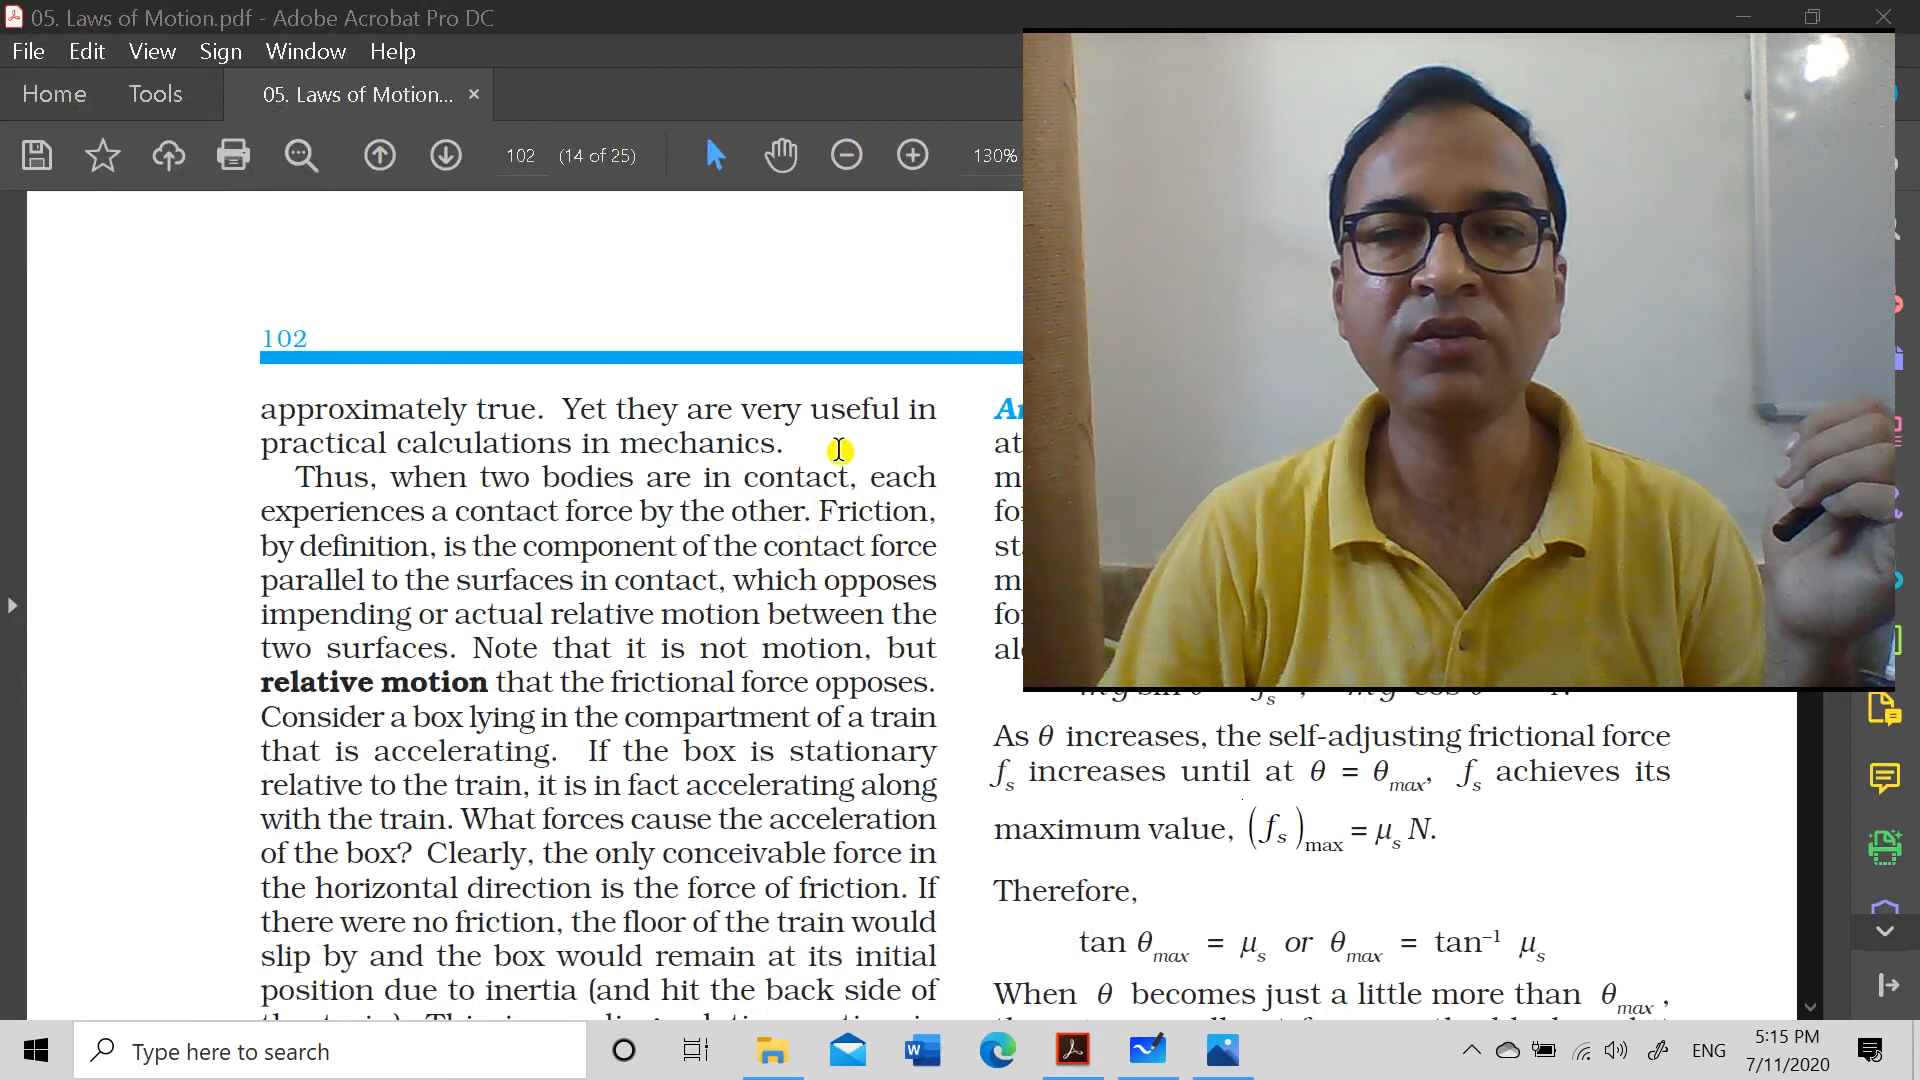 05. Laws of Motion.pdf - Adobe Acrobat Pro DC
File Edit View Sign Window Help
Home Tools 05. Laws of Motion... ×
102 (14 of 25) 130%
102
approximately true. Yet they are very useful in
practical calculations in mechanics.
Thus, when two bodies are in contact, each
experiences a contact force by the other. Friction,
by definition, is the component of the contact force
parallel to the surfaces in contact, which opposes
impending or actual relative motion between the
two surfaces. Note that it is not motion, but
relative motion that the frictional force opposes.
Consider a box lying in the compartment of a train
that is accelerating. If the box is stationary
relative to the train, it is in fact accelerating along
with the train. What forces cause the acceleration
of the box? Clearly, the only conceivable force in
the horizontal direction is the force of friction. If
there were no friction, the floor of the train would
slip by and the box would remain at its initial
position due to inertia (and hit the back side of
As θ increases, the self-adjusting frictional force
fs increases until at θ = θmax, fs achieves its
maximum value, (fs)max = μs N.
Therefore,
tan θmax = μs or θmax = tan⁻¹ μs
When θ becomes just a little more than θmax ,
Type here to search
ENG
5:15 PM
7/11/2020